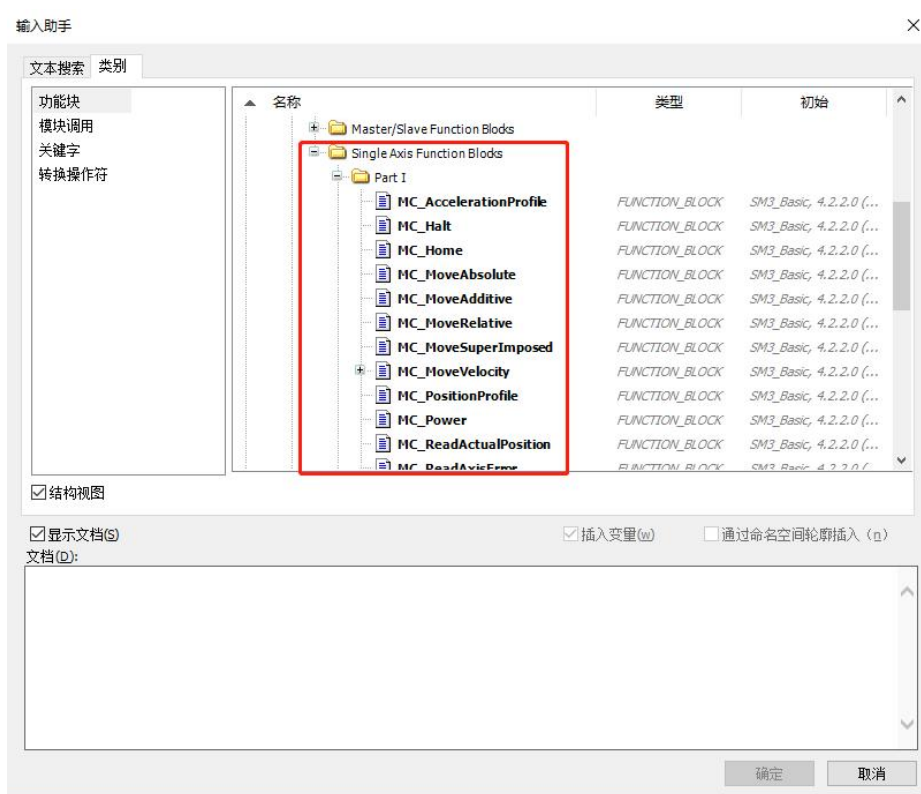 输入助手
文本搜索 类别
功能块
模块调用
关键字
转换操作符
名称 类型 初始
Master/Slave Function Blocks
Single Axis Function Blocks
Part I
MC_AccelerationProfile FUNCTION_BLOCK SM3_Basic, 4.2.2.0 (...
MC_Halt FUNCTION_BLOCK SM3_Basic, 4.2.2.0 (...
MC_Home FUNCTION_BLOCK SM3_Basic, 4.2.2.0 (...
MC_MoveAbsolute FUNCTION_BLOCK SM3_Basic, 4.2.2.0 (...
MC_MoveAdditive FUNCTION_BLOCK SM3_Basic, 4.2.2.0 (...
MC_MoveRelative FUNCTION_BLOCK SM3_Basic, 4.2.2.0 (...
MC_MoveSuperImposed FUNCTION_BLOCK SM3_Basic, 4.2.2.0 (...
MC_MoveVelocity FUNCTION_BLOCK SM3_Basic, 4.2.2.0 (...
MC_PositionProfile FUNCTION_BLOCK SM3_Basic, 4.2.2.0 (...
MC_Power FUNCTION_BLOCK SM3_Basic, 4.2.2.0 (...
MC_ReadActualPosition FUNCTION_BLOCK SM3_Basic, 4.2.2.0 (...
MC_ReadAxisError FUNCTION_BLOCK SM3_Basic, 4.2.2.0 (...
结构视图
显示文档(S) 插入变量(w) 通过命名空间轮廓插入（n）
文档(D):
确定 取消